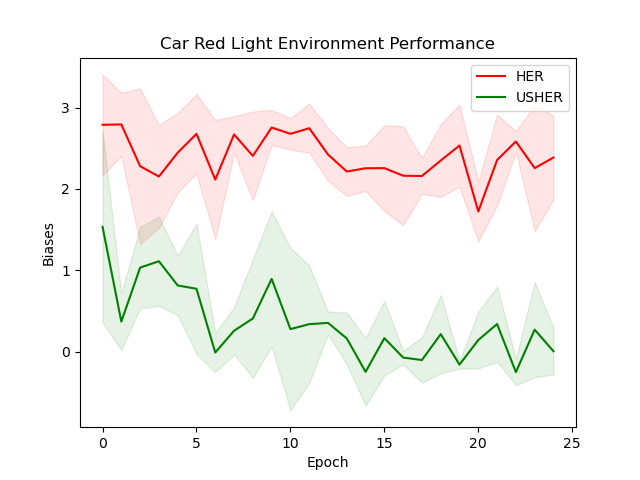 Car Red Light Environment Performance
HER
USHER
3
2
1
0
Biases
0 5 10 15 20 25
Epoch